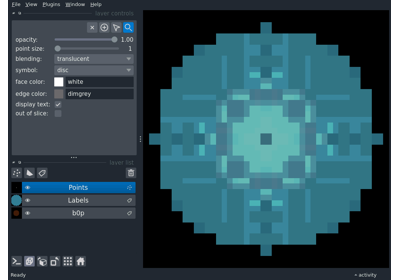 File View Plugins Window Help
layer controls
opacity: 1.00
point size: 1
blending: translucent
symbol: disc
face color: white
edge color: dimgrey
display text:
out of slice:
layer list
Points
Labels
b0p
Ready
activity